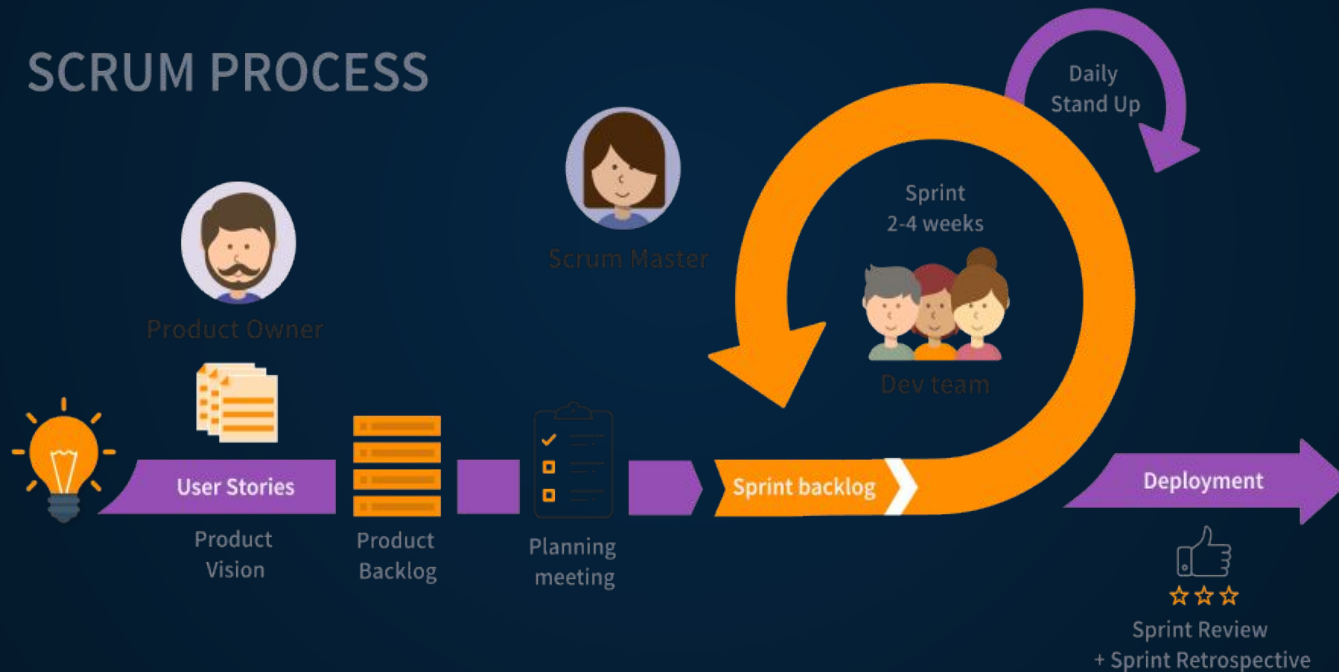 SCRUM PROCESS
Daily
Stand Up
Sprint
2-4 weeks
Scrum Master
Product Owner
Dev team
User Stories
Sprint backlog
Deployment
Product
Vision
Product
Backlog
Planning
meeting
Sprint Review
+ Sprint Retrospective